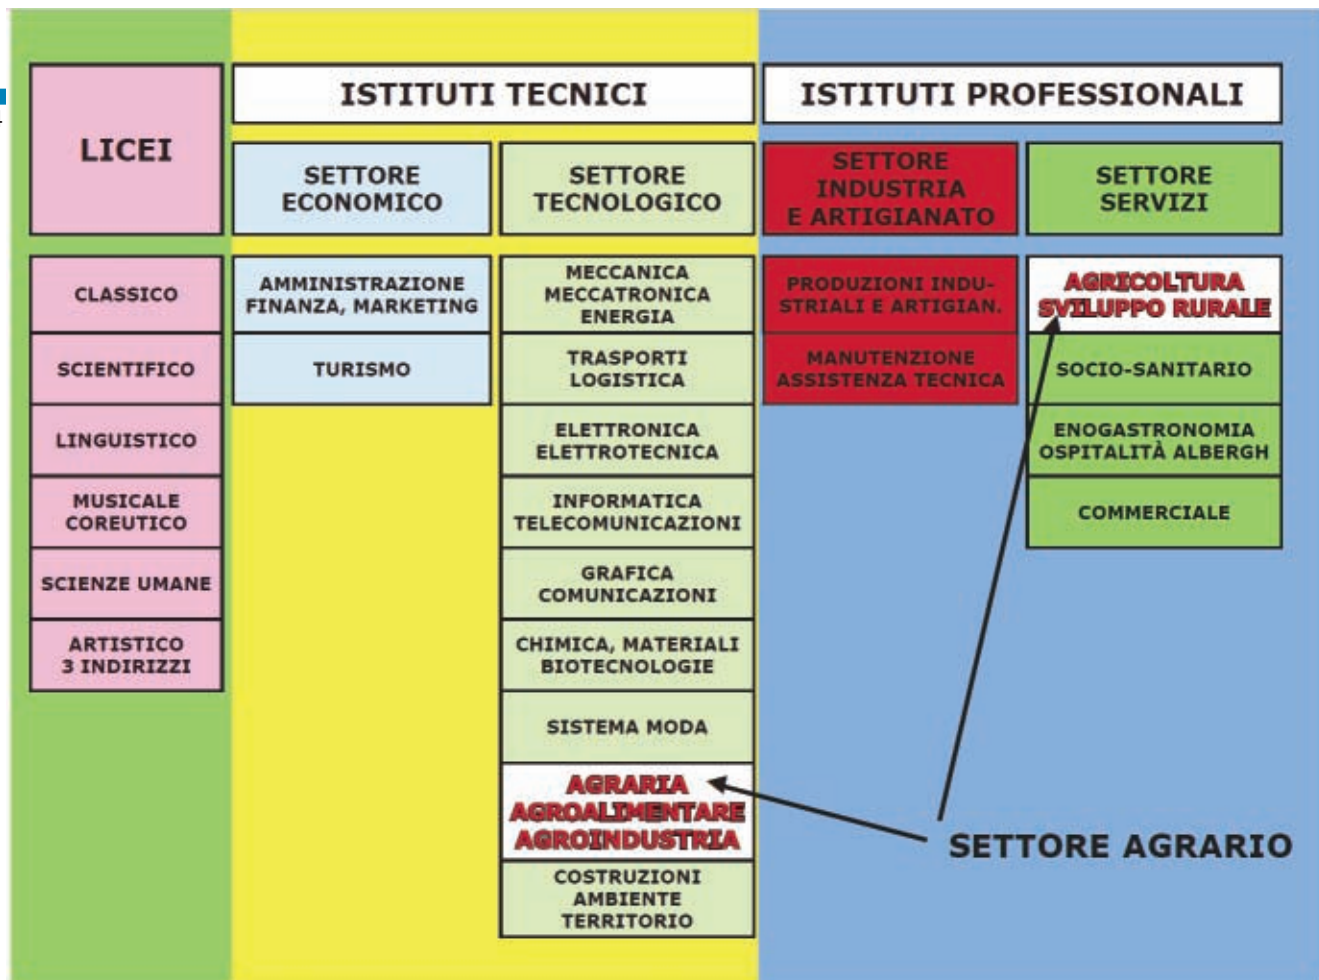 LICEI
CLASSICO
SCIENTIFICO
LINGUISTICO
MUSICALE
COREUTICO
SCIENZE UMANE
ARTISTICO
3 INDIRIZZI
ISTITUTI TECNICI
SETTORE
ECONOMICO
AMMINISTRAZIONE
FINANZA, MARKETING
TURISMO
SETTORE
TECNOLOGICO
MECCANICA
MECCATRONICA
ENERGIA
TRASPORTI
LOGISTICA
ELETTRONICA
ELETTROTECNICA
INFORMATICA
TELECOMUNICAZIONI
GRAFICA
COMUNICAZIONI
CHIMICA, MATERIALI
BIOTECNOLOGIE
SISTEMA MODA
AGRARIA
AGROALIMENTARE
AGROINDUSTRIA
COSTRUZIONI
AMBIENTE
TERRITORIO
ISTITUTI PROFESSIONALI
SETTORE
INDUSTRIA
E ARTIGIANATO
PRODUZIONI INDU-
STRIALI E ARTIGIAN.
MANUTENZIONE
ASSISTENZA TECNICA
SETTORE
SERVIZI
AGRICOLTURA
SVILUPPO RURALE
SOCIO-SANITARIO
ENOGASTRONOMIA
OSPITALITÀ ALBERGH
COMMERCIALE
SETTORE AGRARIO